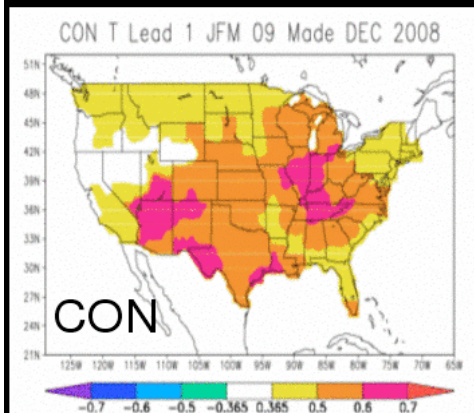 CON T Lead 1 JFM 09 Made DEC 2008
51N
48N
45N
42N
39N
36N
33N
30N
27N
24N
21N
CON
125W 120W 115W 110W 105W 100W 95W 90W 85W 80W 75W 70W 65W
-0.7 -0.6 -0.5 -0.365 0.365 0.5 0.6 0.7